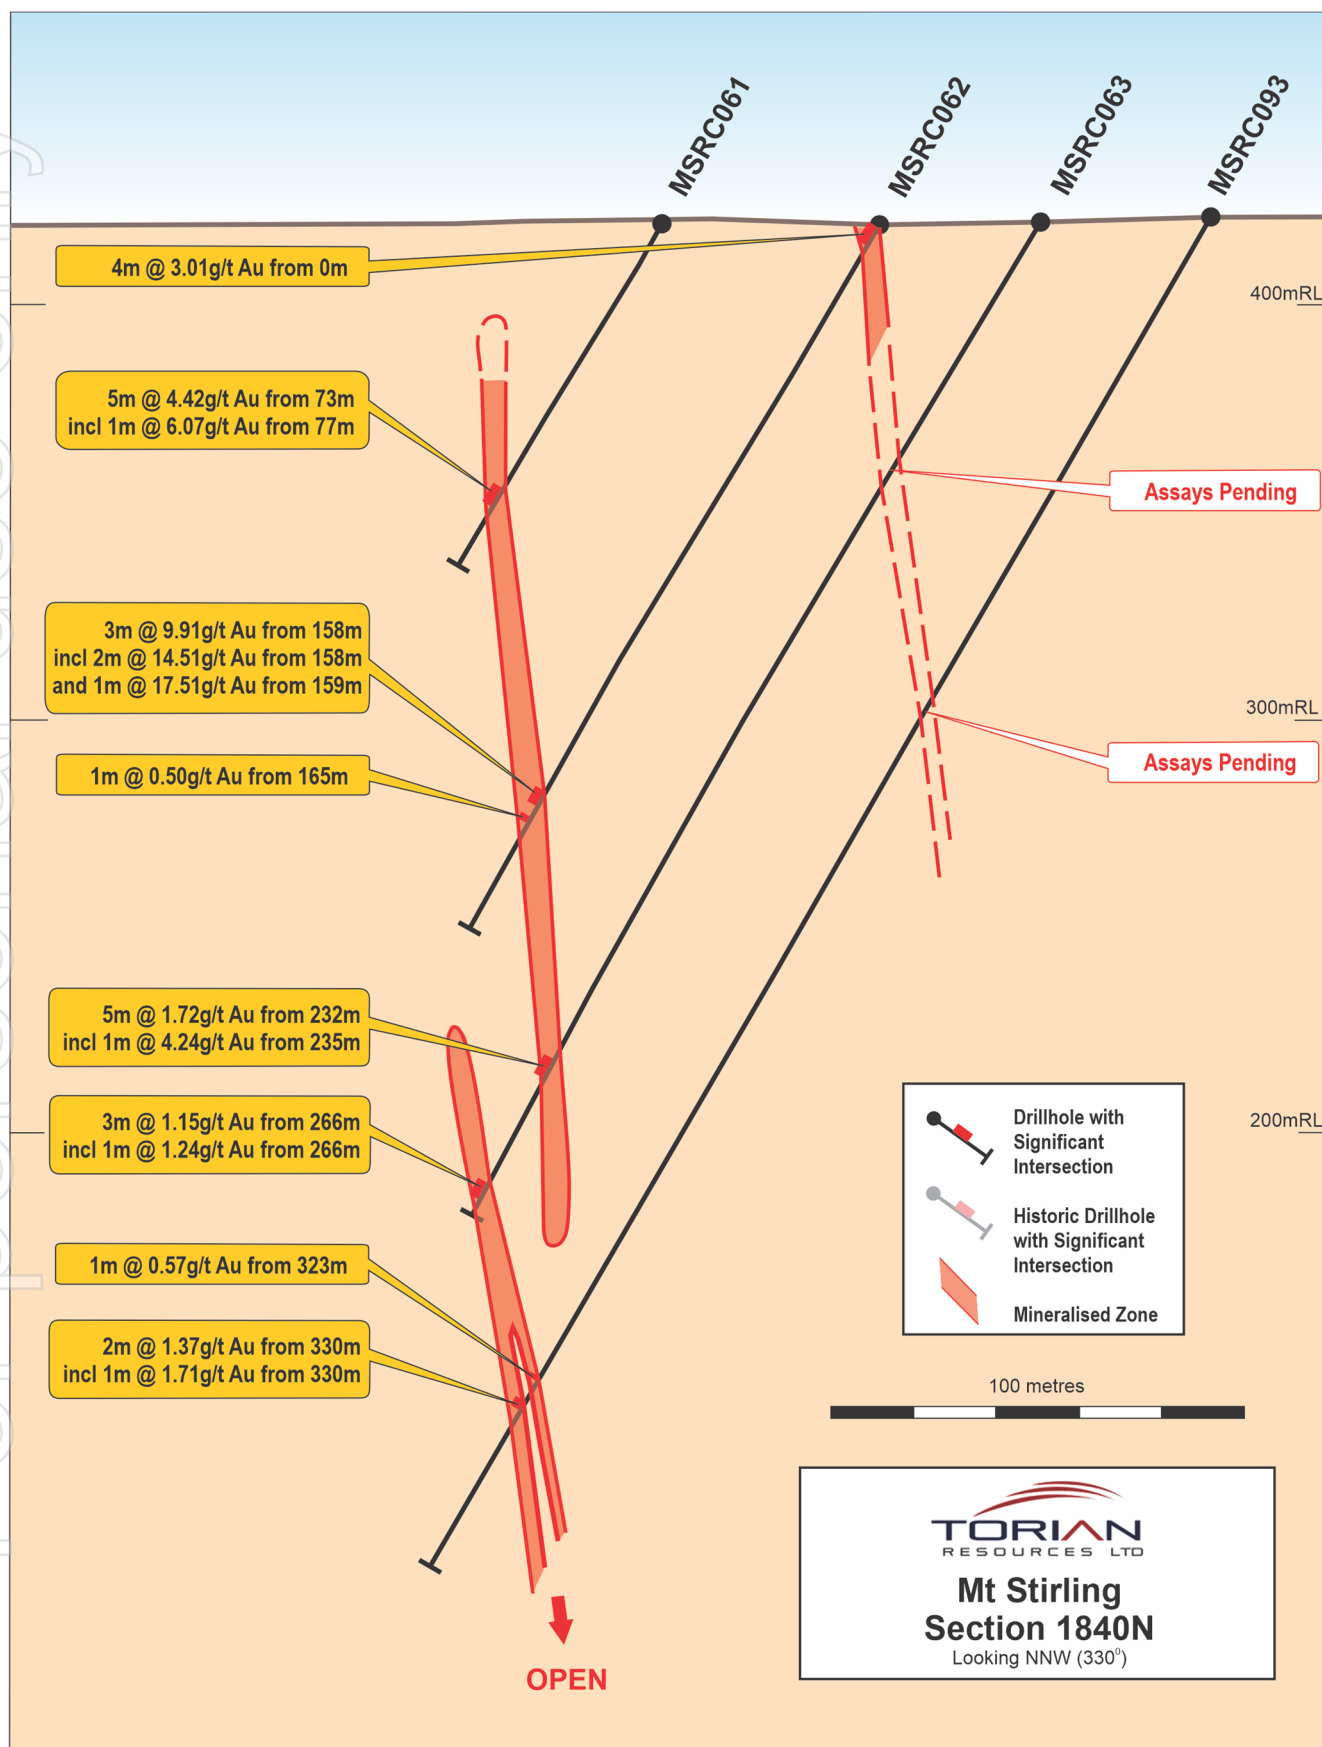 MSRC061
MSRC062
MSRC063
MSRC093
4m @ 3.01g/t Au from 0m
400mRL
5m @ 4.42g/t Au from 73m
incl 1m @ 6.07g/t Au from 77m
Assays Pending
3m @ 9.91g/t Au from 158m
incl 2m @ 14.51g/t Au from 158m
and 1m @ 17.51g/t Au from 159m
300mRL
Assays Pending
1m @ 0.50g/t Au from 165m
5m @ 1.72g/t Au from 232m
incl 1m @ 4.24g/t Au from 235m
3m @ 1.15g/t Au from 266m
incl 1m @ 1.24g/t Au from 266m
200mRL
Drillhole with
Significant
Intersection
Historic Drillhole
with Significant
Intersection
Mineralised Zone
1m @ 0.57g/t Au from 323m
2m @ 1.37g/t Au from 330m
incl 1m @ 1.71g/t Au from 330m
100 metres
TORIAN
RESOURCES LTD
Mt Stirling
Section 1840N
Looking NNW (330⁰)
OPEN